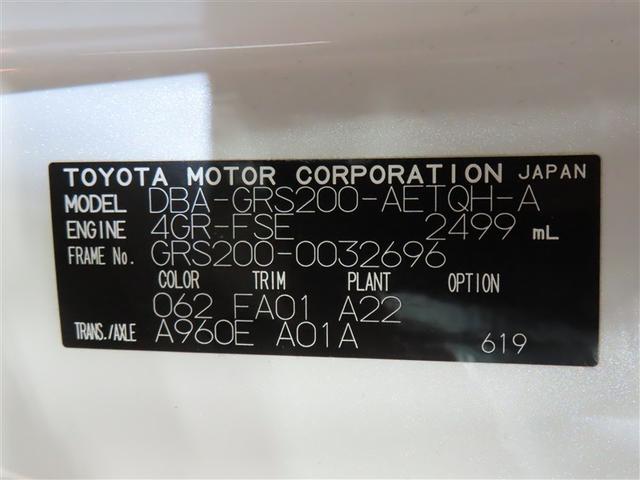 TOYOTA MOTOR CORPORATION JAPAN
MODEL DBA-GRS200-AETQH-A
ENGINE 4GR-FSE 2499 mL
FRAME No. GRS200-0032696
COLOR TRIM PLANT OPTION
062 FA01 A22
TRANS./AXLE A960E A01A 619